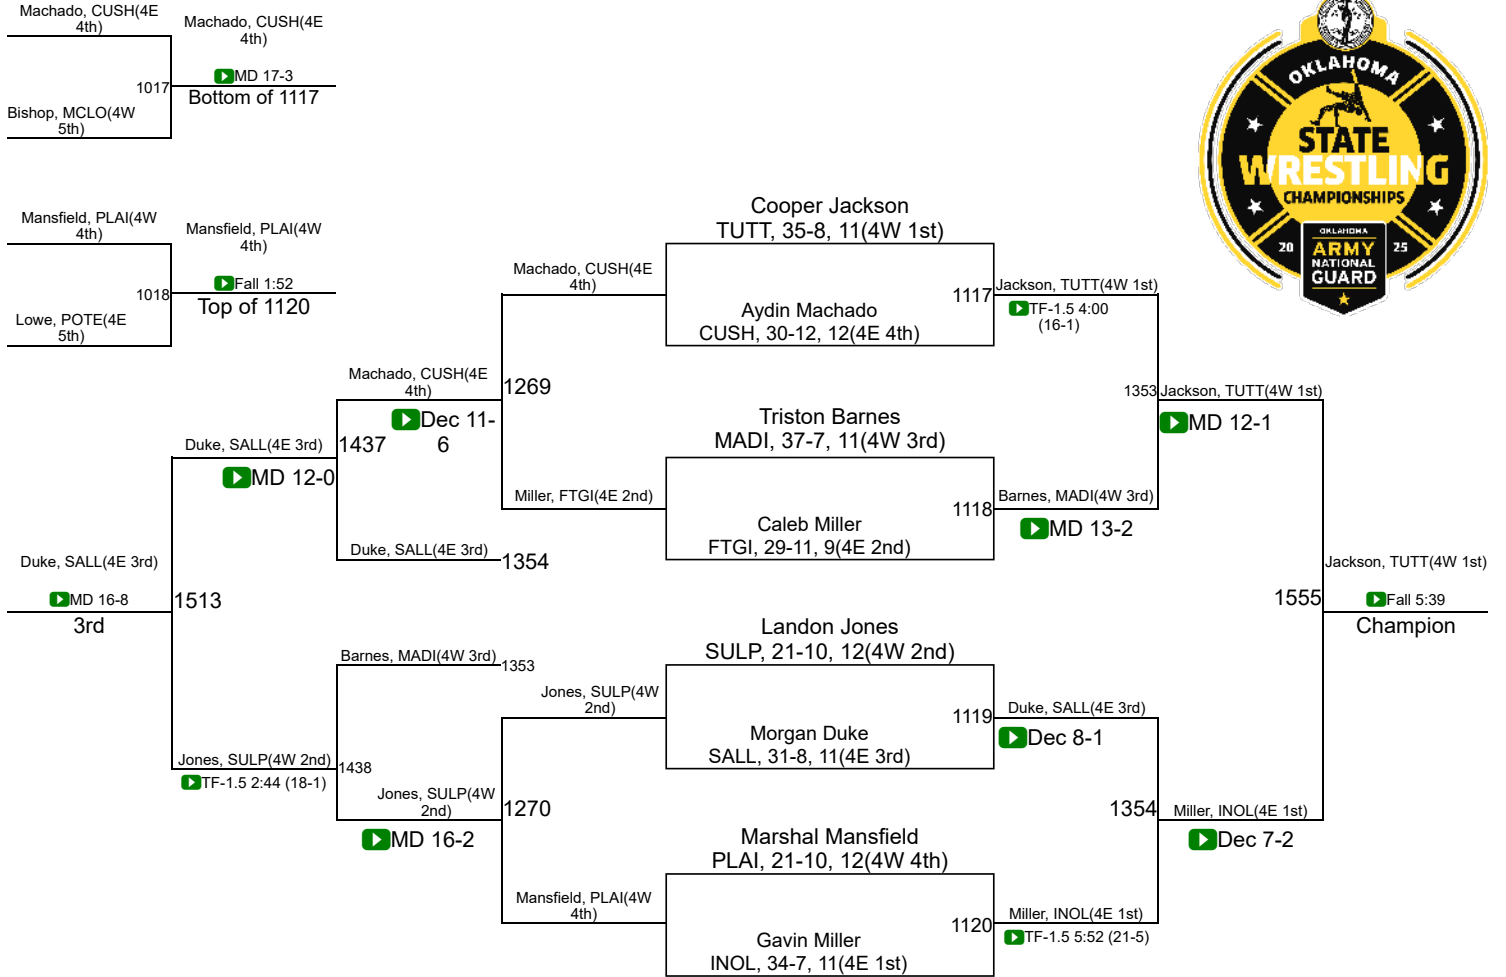 Machado, CUSH(4E
4th)
Machado, CUSH(4E
4th)
MD 17-3
1017
Bottom of 1117
Bishop, MCLO(4W
5th)
Mansfield, PLAI(4W
4th)
Mansfield, PLAI(4W
4th)
Fall 1:52
1018
Top of 1120
Lowe, POTE(4E
5th)
OKLAHOMA
STATE
WRESTLING
CHAMPIONSHIPS
20
25
OKLAHOMA
ARMY
NATIONAL
GUARD
Cooper Jackson
TUTT, 35-8, 11(4W 1st)
Machado, CUSH(4E
4th)
1117
Jackson, TUTT(4W 1st)
TF-1.5 4:00
(16-1)
Aydin Machado
CUSH, 30-12, 12(4E 4th)
Machado, CUSH(4E
4th)
1269
Dec 11-
6
1353
Jackson, TUTT(4W 1st)
MD 12-1
Triston Barnes
MADI, 37-7, 11(4W 3rd)
Duke, SALL(4E 3rd)
1437
MD 12-0
Miller, FTGI(4E 2nd)
1118
Barnes, MADI(4W 3rd)
MD 13-2
Caleb Miller
FTGI, 29-11, 9(4E 2nd)
Duke, SALL(4E 3rd)
1354
Duke, SALL(4E 3rd)
MD 16-8
3rd
1513
Jackson, TUTT(4W 1st)
1555
Fall 5:39
Champion
Landon Jones
SULP, 21-10, 12(4W 2nd)
Barnes, MADI(4W 3rd)
1353
Jones, SULP(4W
2nd)
1119
Duke, SALL(4E 3rd)
Dec 8-1
Morgan Duke
SALL, 31-8, 11(4E 3rd)
Jones, SULP(4W 2nd)
1438
TF-1.5 2:44 (18-1)
Jones, SULP(4W
2nd)
1270
MD 16-2
1354
Miller, INOL(4E 1st)
Dec 7-2
Marshal Mansfield
PLAI, 21-10, 12(4W 4th)
Mansfield, PLAI(4W
4th)
1120
Miller, INOL(4E 1st)
TF-1.5 5:52 (21-5)
Gavin Miller
INOL, 34-7, 11(4E 1st)